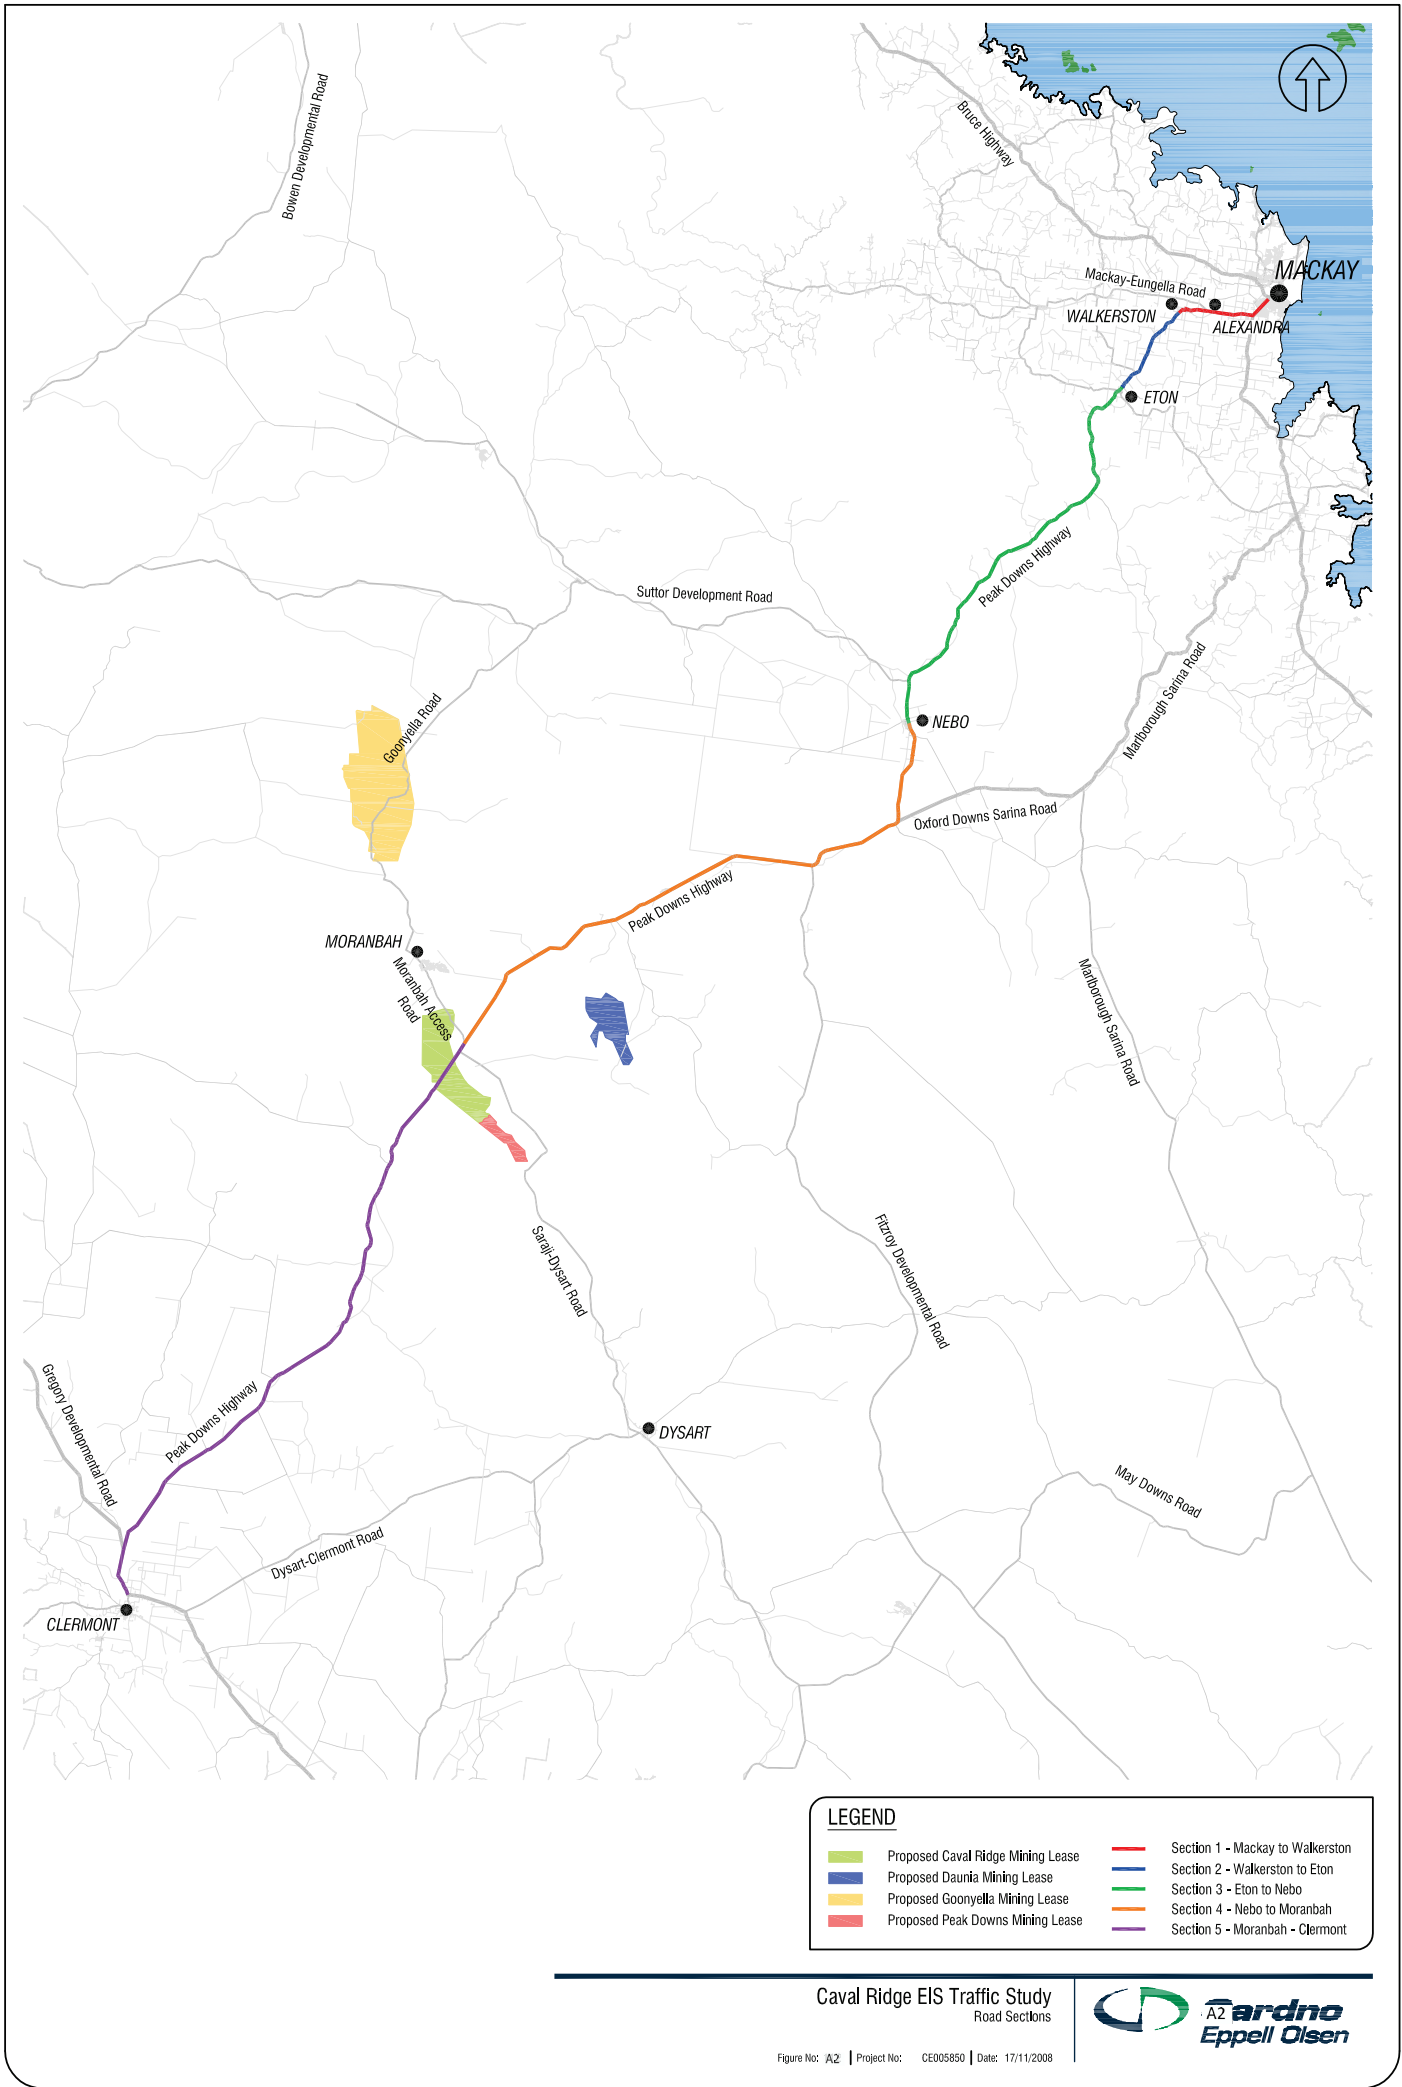 Bowen Developmental Road
Bruce Highway
MACKAY
Mackay-Eungella Road
WALKERSTON
ALEXANDRA
ETON
Peak Downs Highway
Suttor Development Road
Marlborough Sarina Road
Goonyella Road
NEBO
Oxford Downs Sarina Road
Peak Downs Highway
MORANBAH
Moranbah Access
Road
Marlborough Sarina Road
Fitzroy Developmental Road
Saraji-Dysart Road
Gregory Developmental Road
Peak Downs Highway
DYSART
May Downs Road
Dysart-Clermont Road
CLERMONT
LEGEND
Proposed Caval Ridge Mining Lease
Proposed Daunia Mining Lease
Proposed Goonyella Mining Lease
Proposed Peak Downs Mining Lease
Section 1 - Mackay to Walkerston
Section 2 - Walkerston to Eton
Section 3 - Eton to Nebo
Section 4 - Nebo to Moranbah
Section 5 - Moranbah - Clermont
Caval Ridge EIS Traffic Study
Road Sections
Figure No: A2 | Project No: CE005850 | Date: 17/11/2008
A2 ardno
Eppell Olsen